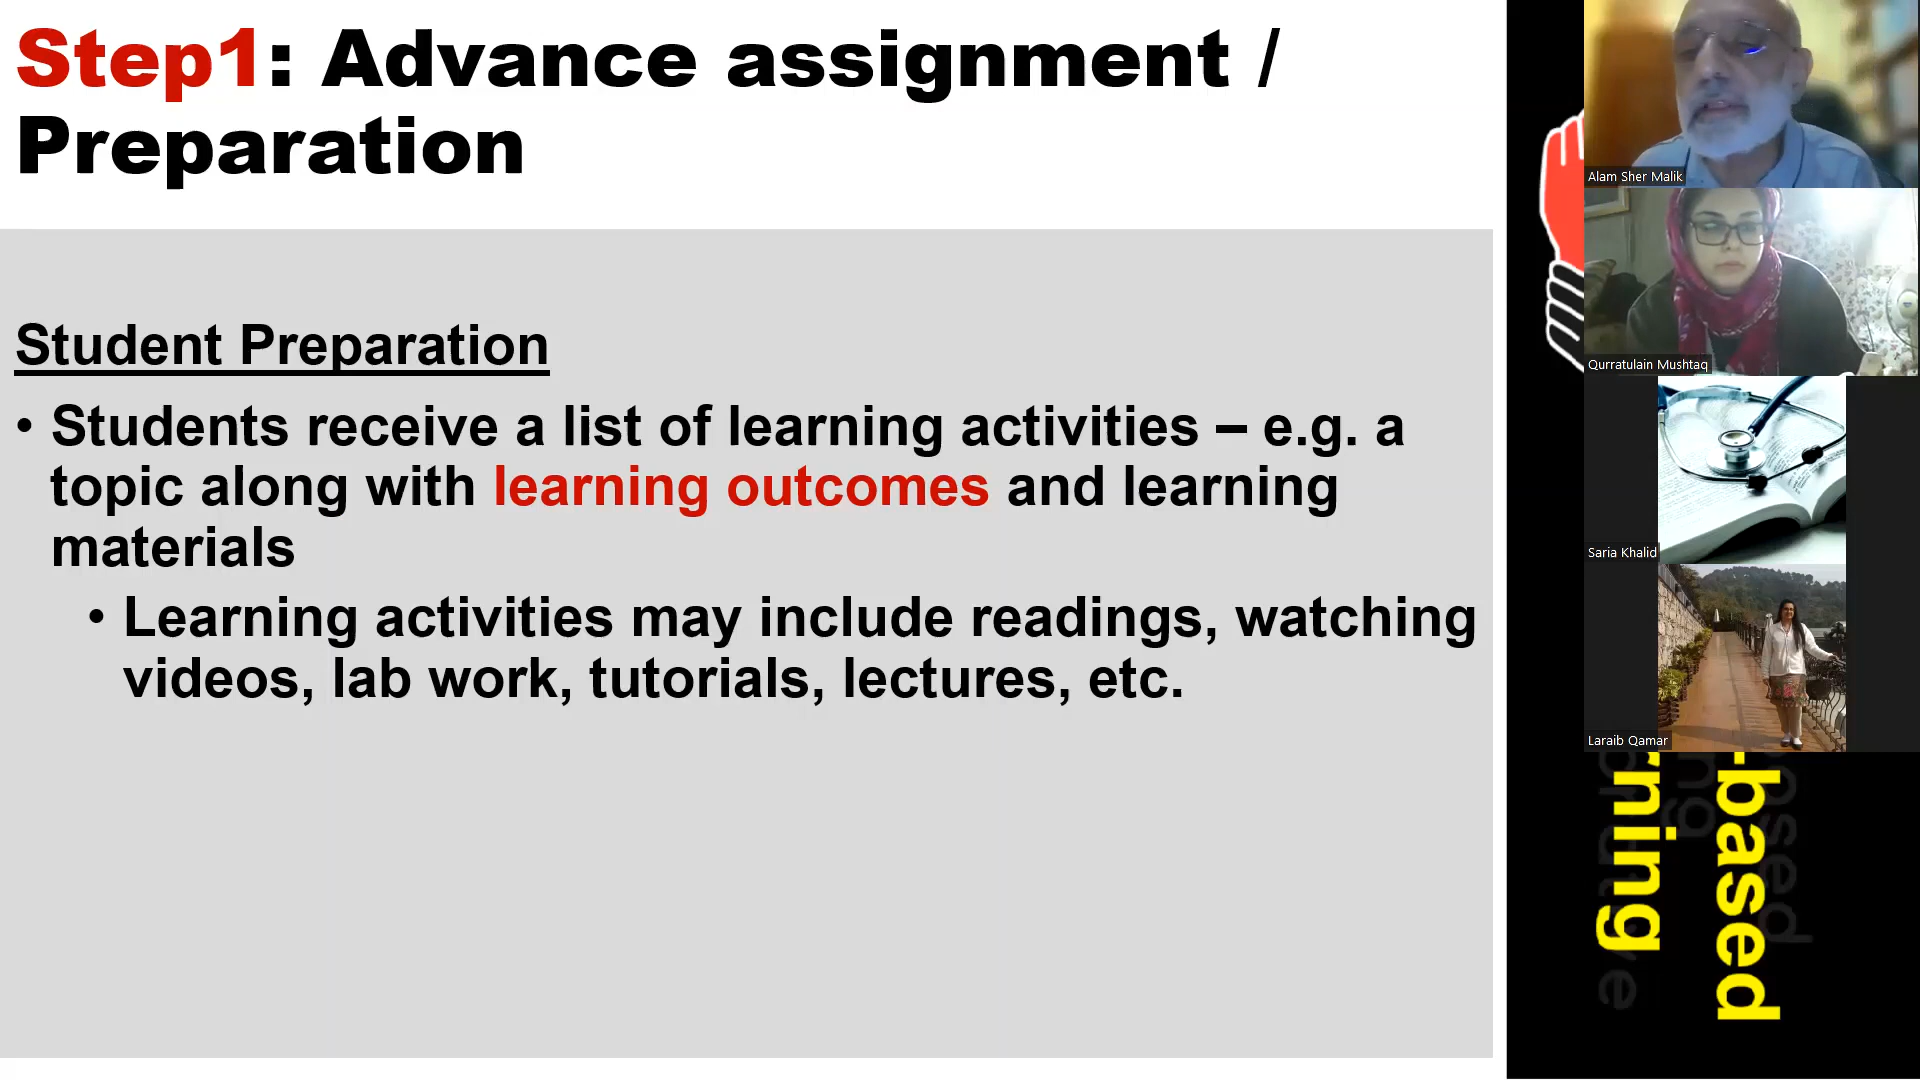 Step1: Advance assignment /
Preparation
Student Preparation
• Students receive a list of learning activities – e.g. a
topic along with learning outcomes and learning
materials
• Learning activities may include readings, watching
videos, lab work, tutorials, lectures, etc.
Alam Sher Malik
Qurratulain Mushtaq
Saria Khalid
Laraib Qamar
-based
rning